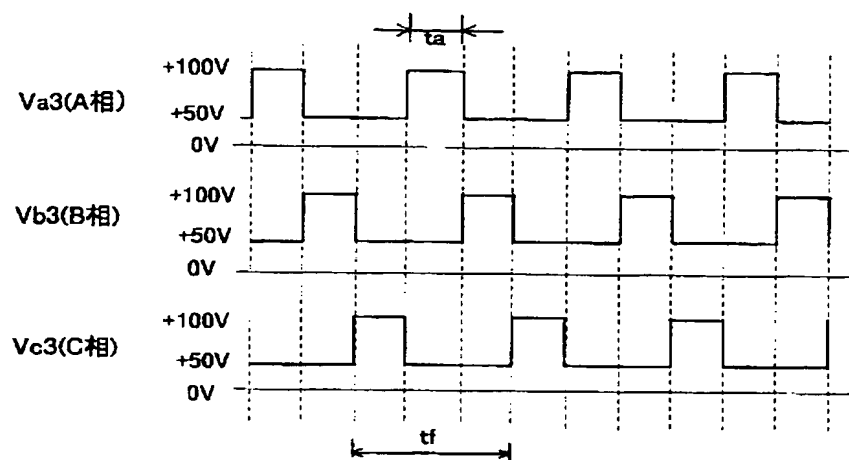 ta
+100V
Va3(A相)
+50V
0V
+100V
Vb3(B相)
+50V
0V
+100V
Vc3(C相)
+50V
0V
tf